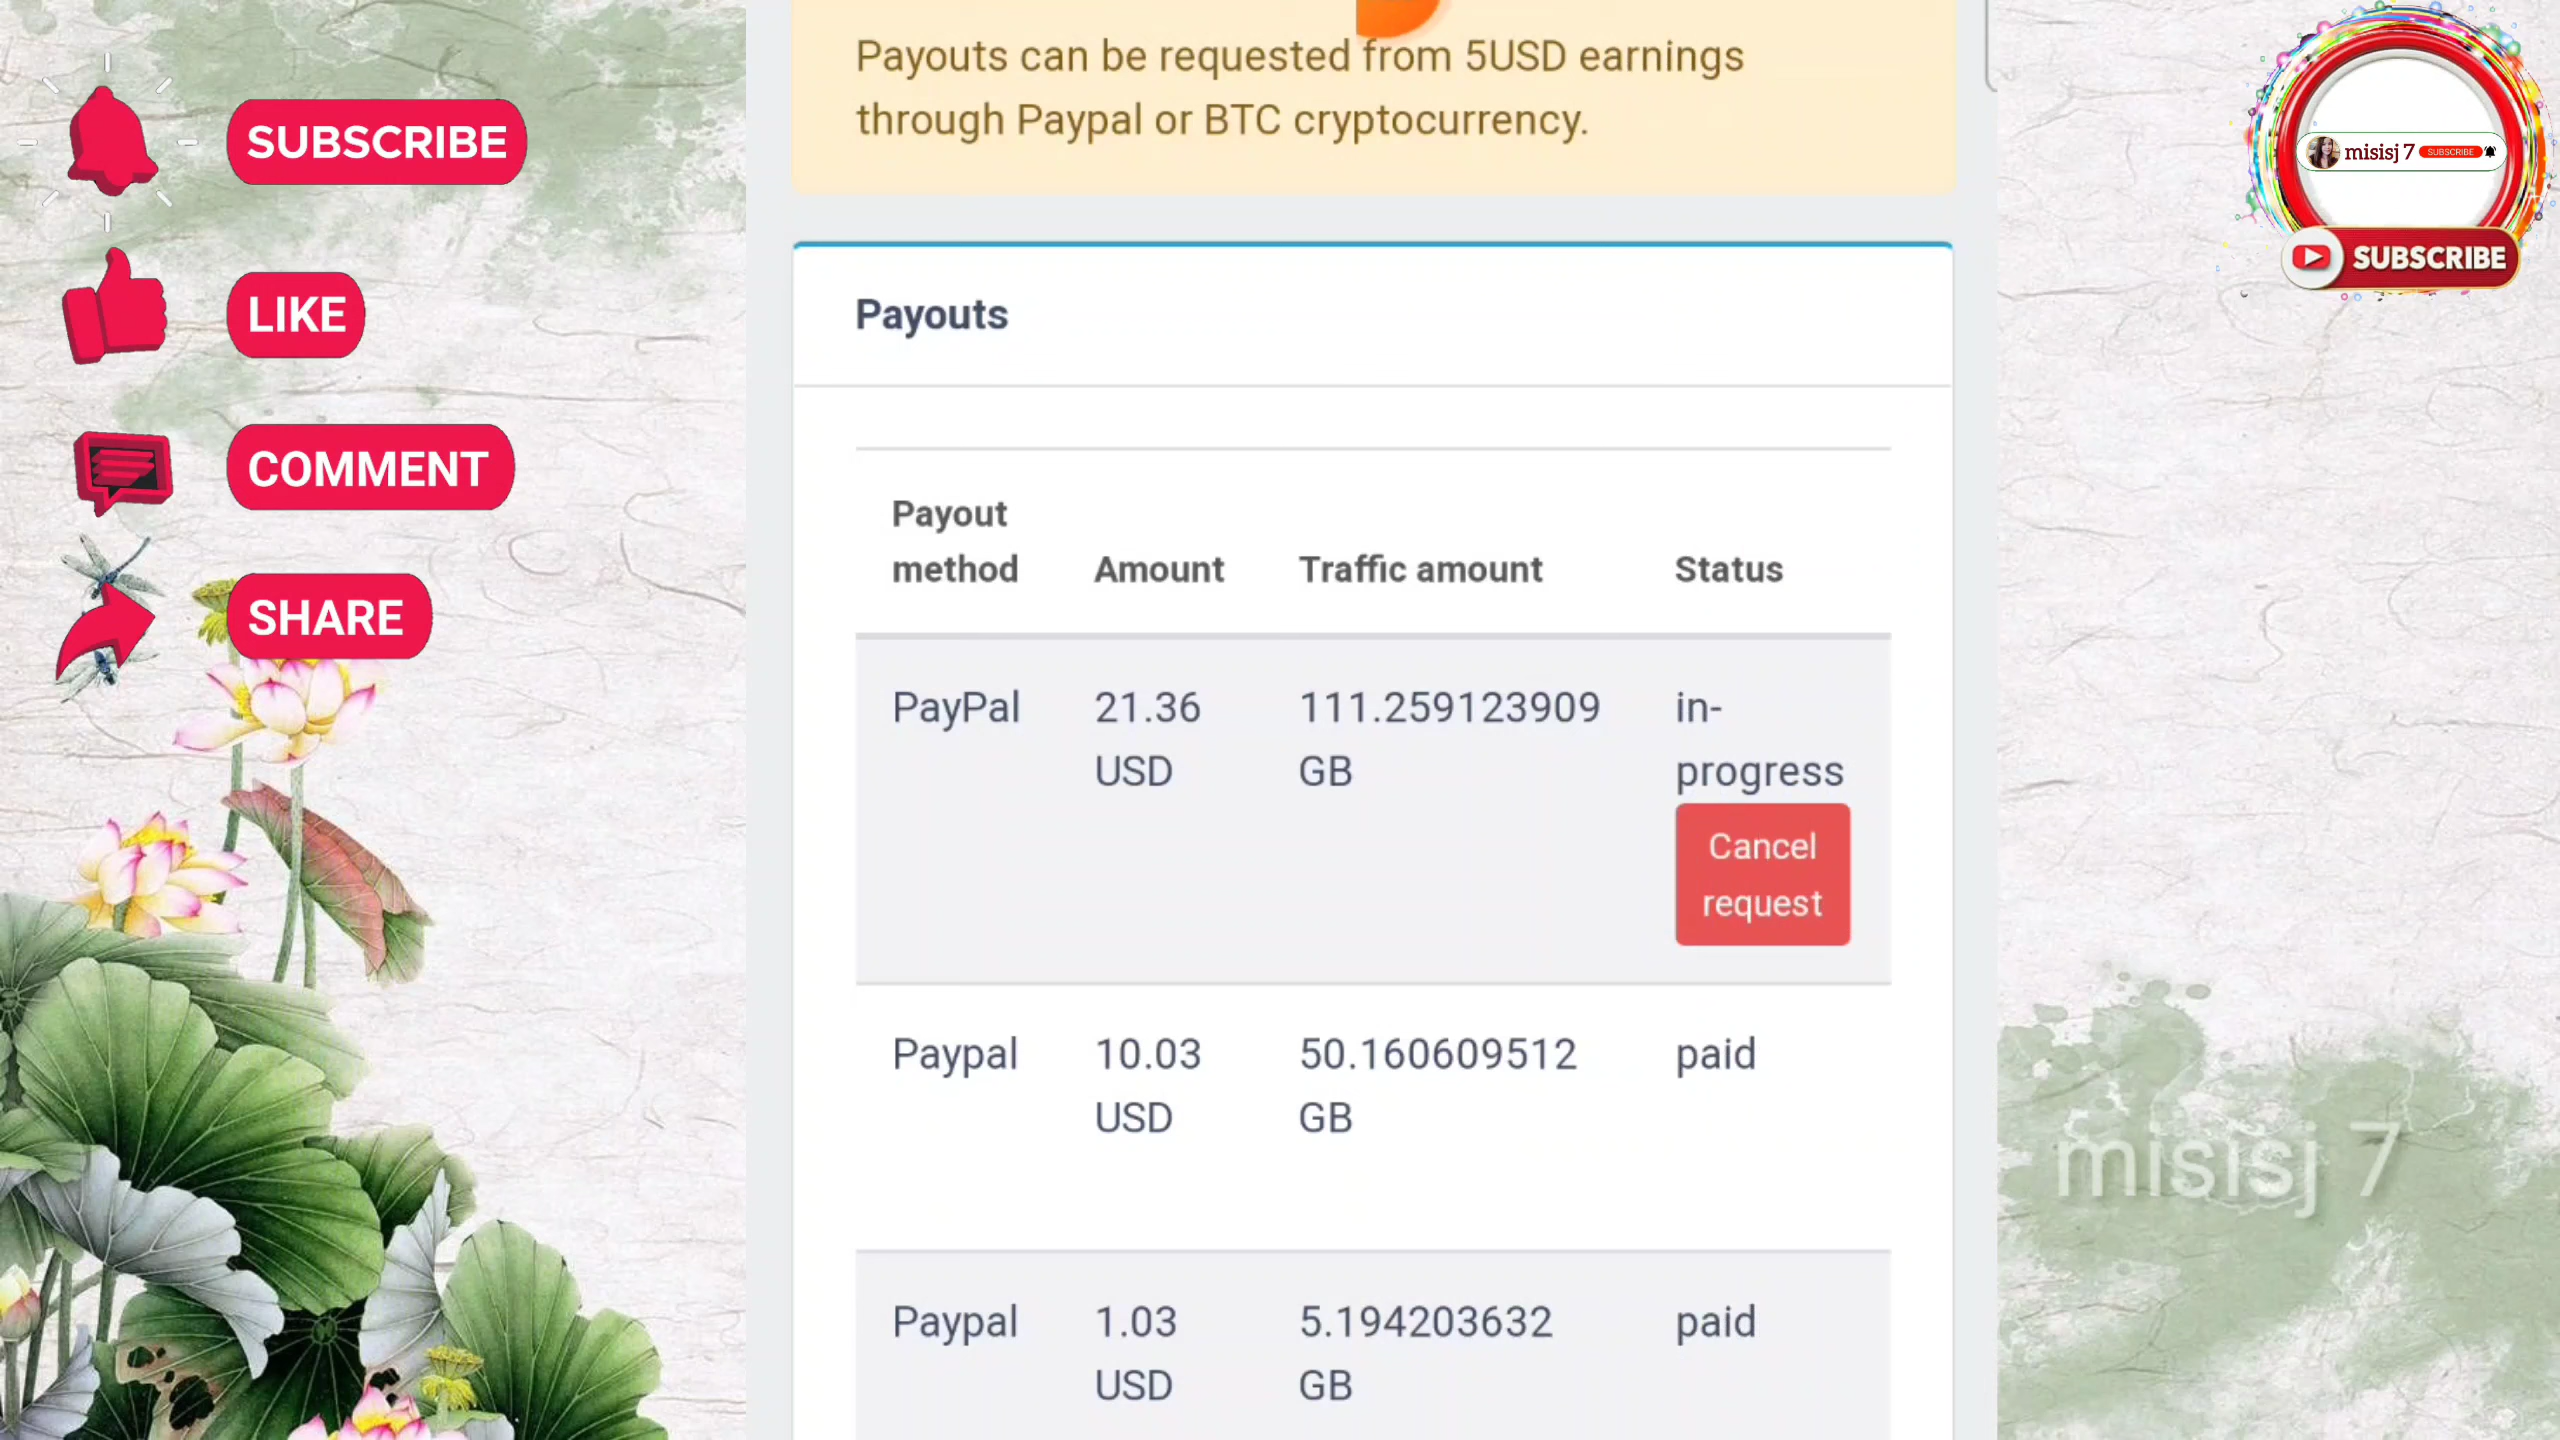 SUBSCRIBE
LIKE
COMMENT
SHARE
Payouts can be requested from 5USD earnings
through Paypal or BTC cryptocurrency.
Payouts
Payout
method Amount Traffic amount Status
PayPal 21.36 111.259123909 in-
USD GB progress
Cancel
request
Paypal 10.03 50.160609512 paid
USD GB
Paypal 1.03 5.194203632 paid
USD GB
misisj 7 SUBSCRIBE
SUBSCRIBE
misisj 7